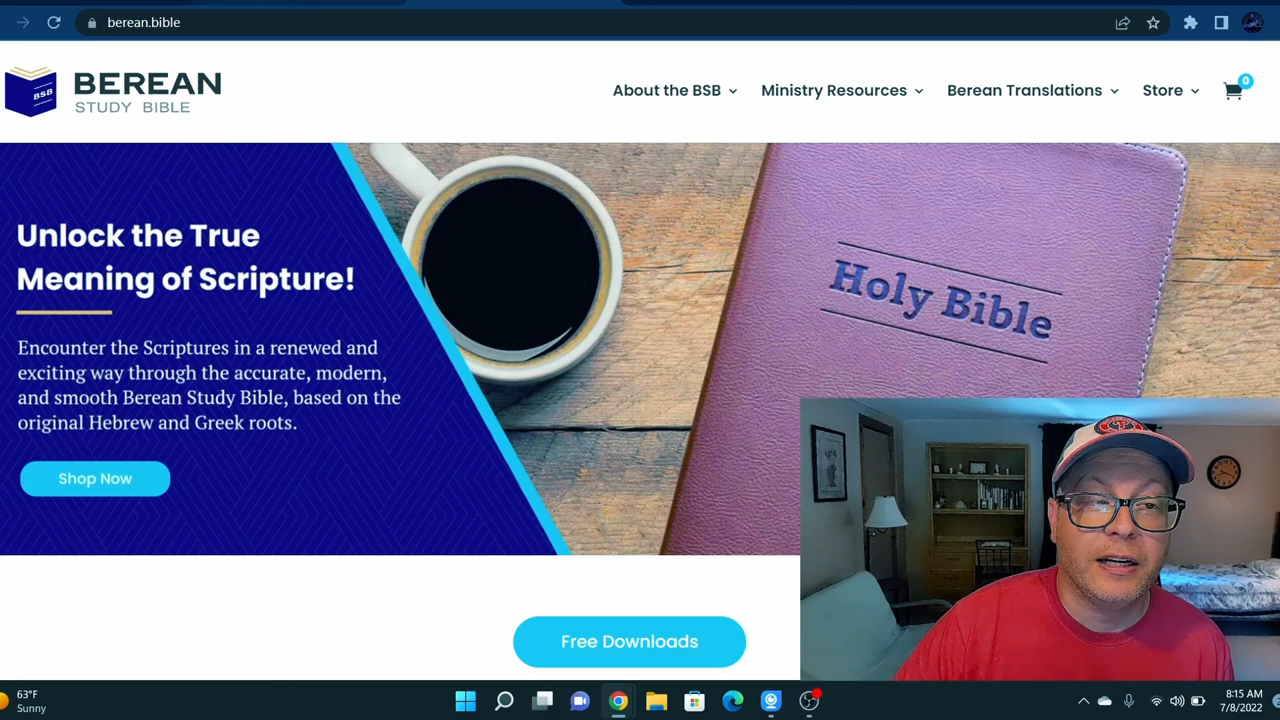 berean.bible
BSB
BEREAN
STUDY BIBLE
About the BSB
Ministry Resources
Berean Translations
Store
0
Unlock the True
Meaning of Scripture!
Encounter the Scriptures in a renewed and
exciting way through the accurate, modern,
and smooth Berean Study Bible, based on the
original Hebrew and Greek roots.
Shop Now
Holy Bible
Free Downloads
63°F
Sunny
8:15 AM
7/8/2022